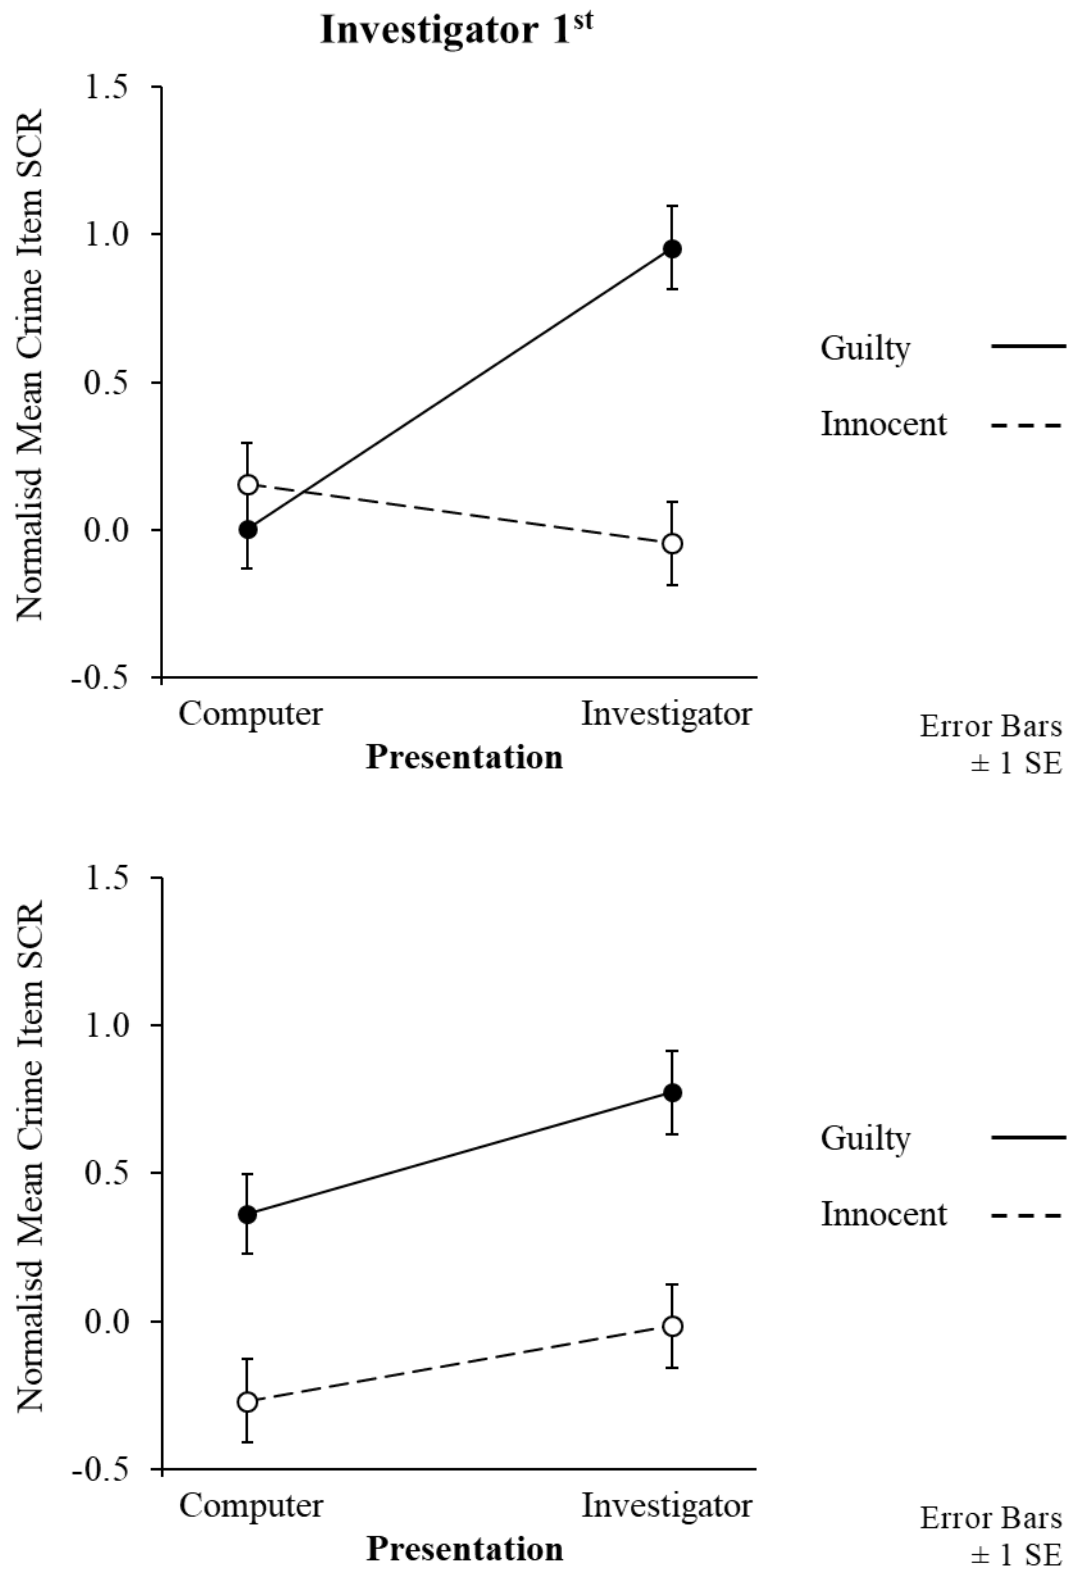 Investigator 1st
Normalisd Mean Crime Item SCR
1.5
1.0
0.5
0.0
-0.5
Computer
Investigator
Presentation
Guilty
Innocent
Error Bars
± 1 SE
Normalisd Mean Crime Item SCR
1.5
1.0
0.5
0.0
-0.5
Computer
Investigator
Presentation
Guilty
Innocent
Error Bars
± 1 SE